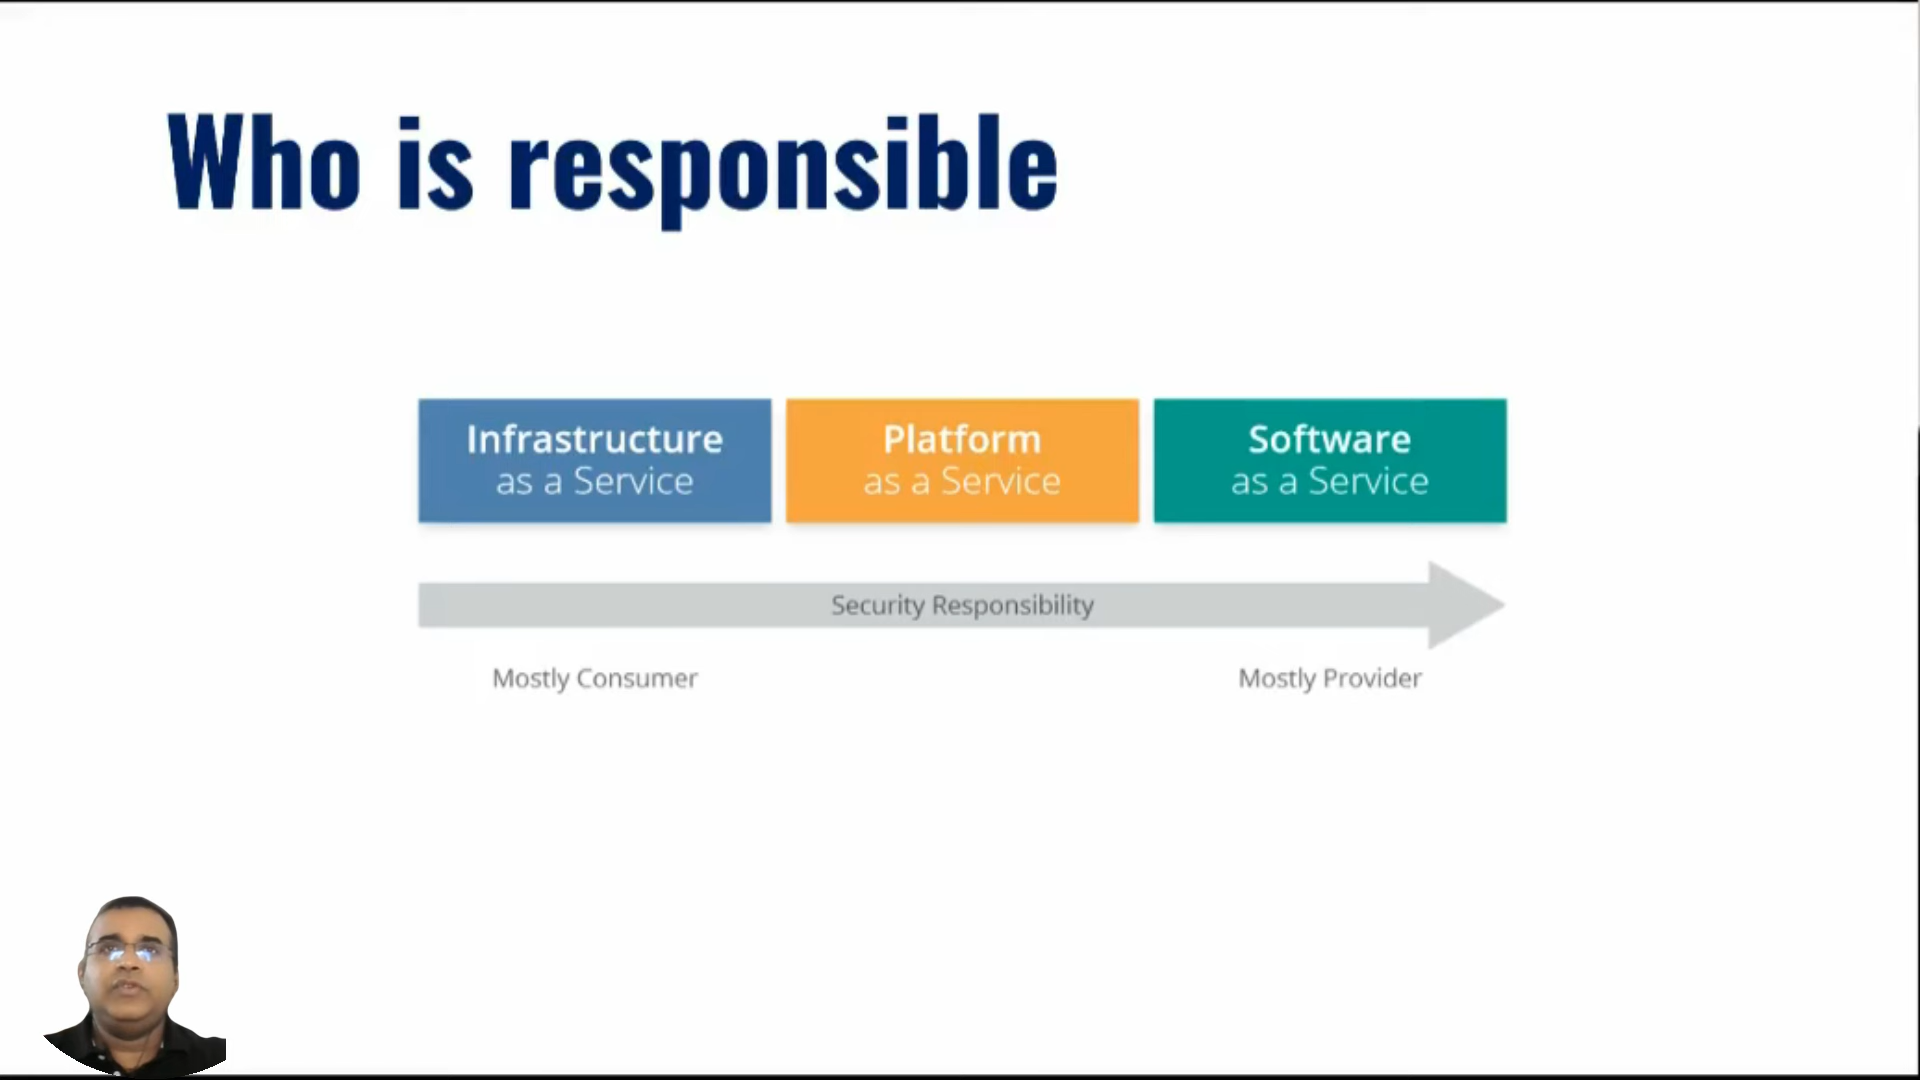 Who is responsible
Infrastructure
as a Service
Platform
as a Service
Software
as a Service
Security Responsibility
Mostly Consumer
Mostly Provider